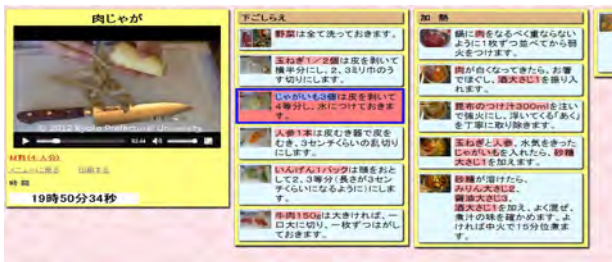 肉じゃが
© 2012 Kyoto Prefectural University
02:44
材料(4人分)
メニューに戻る 印刷する
時間
19時50分34秒
下ごしらえ
野菜は全て洗っておきます。
玉ねぎ1/2個は皮を剥いて
横半分にし、2、3ミリ巾のう
す切りにします。
じゃがいも3個は皮を剥いて
4等分し、水につけておきま
す。
人参1本は皮むき器で皮を
むき、3センチくらいの乱切り
にします。
いんげん1パックは頭をおと
して2、3等分(長さが3セン
チくらいになるように)にしま
す。
牛肉150gは大きければ、一
口大に切り、一枚ずつはがし
ておきます。
加 熱
鍋に肉をなるべく重ならない
ように1枚ずつ並べてから弱
火をつけます。
肉が白くなってきたら、お箸
でほぐし、酒大さじ1を振り入
れます。
昆布のつけ汁300mlを注い
で強火にし、浮いてくる「あく」
を丁寧に取り除きます。
玉ねぎと人参、水気をきった
じゃがいもを入れたら、砂糖
大さじ1を加えます。
砂糖が溶けたら、
みりん大さじ2、
醤油大さじ3、
酒大さじ1を加え、よく混ぜ、
煮汁の味を確かめます。よ
ければ中火で15分位煮ま
す。